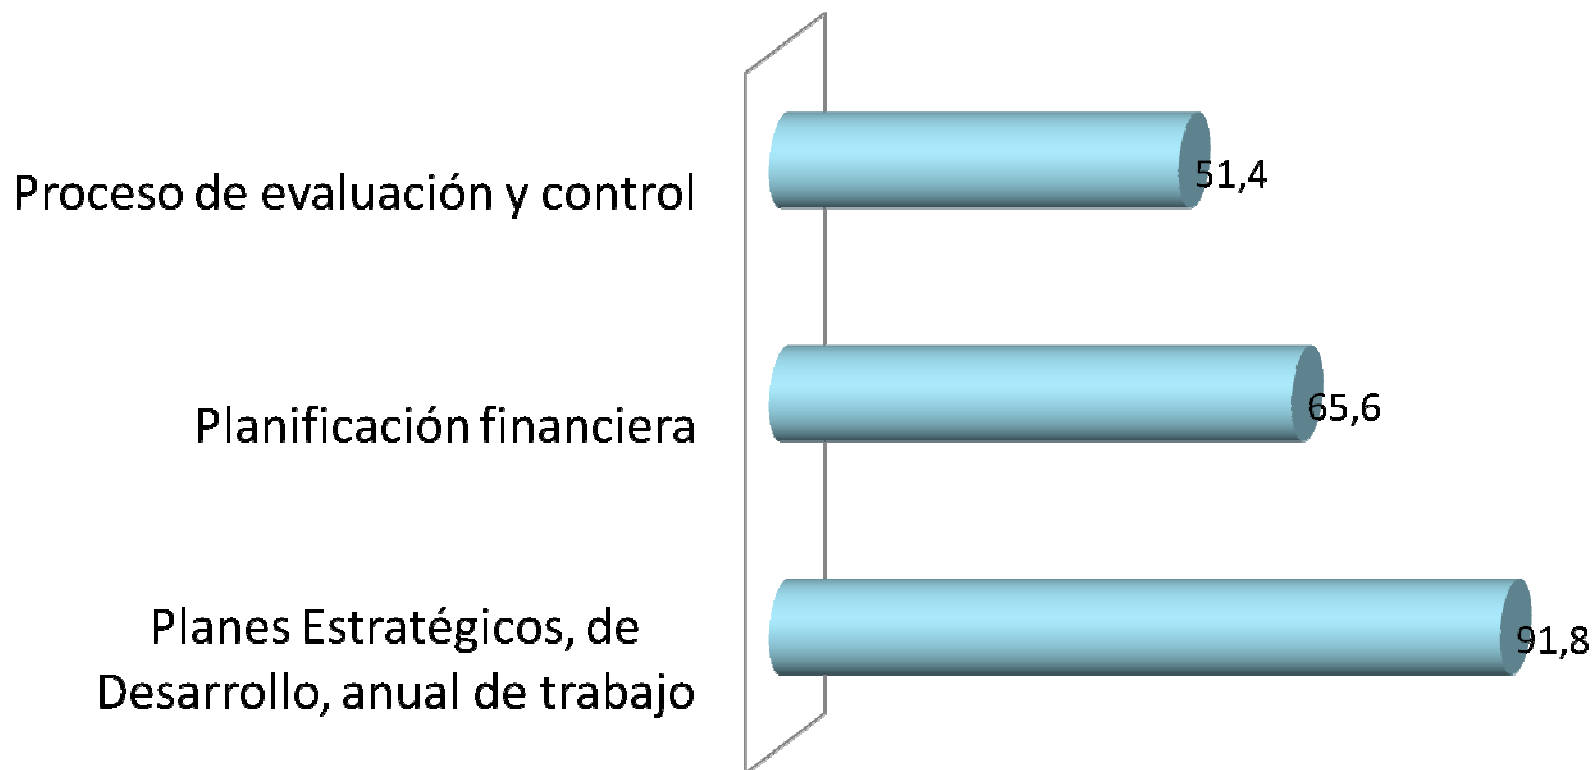 Proceso de evaluación y control
51,4
Planificación financiera
65,6
Planes Estratégicos, de
Desarrollo, anual de trabajo
91,8